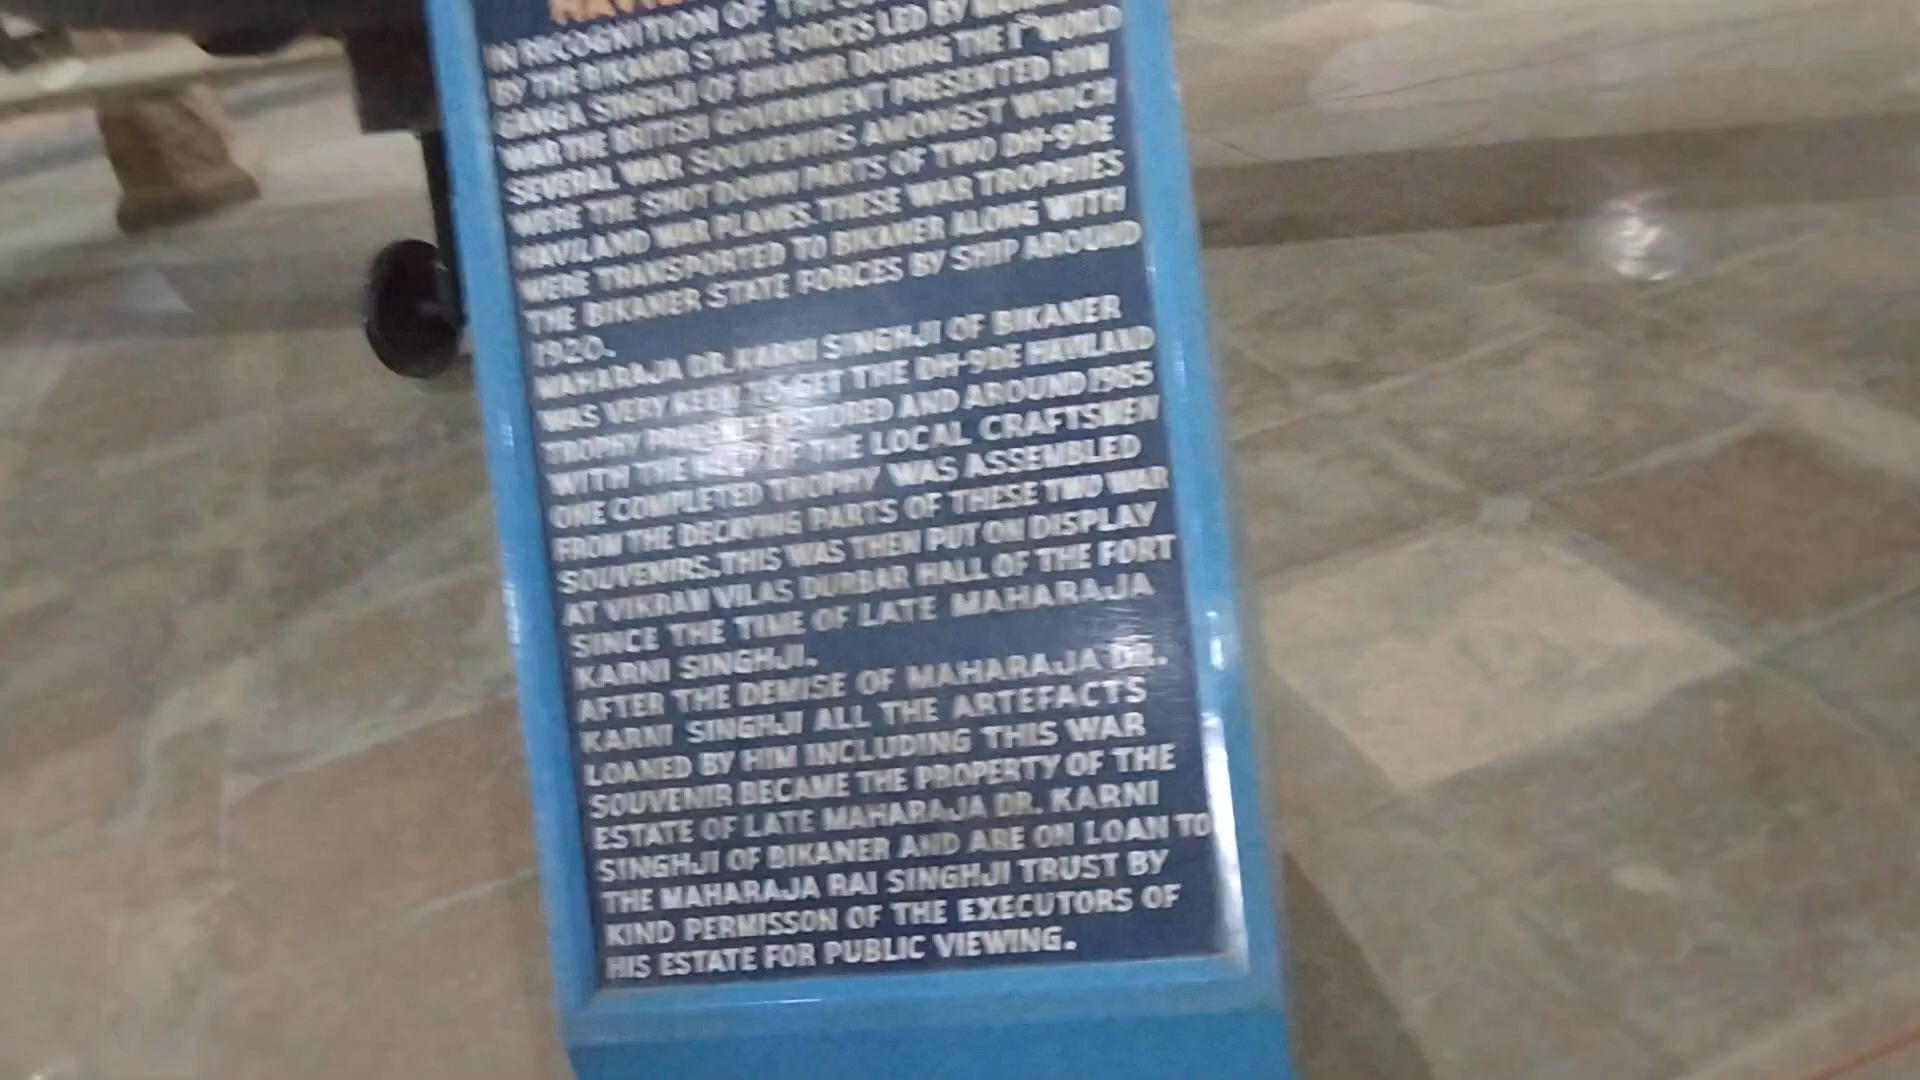 IN RECOGNITION OF THE
BY THE BIKANER STATE FORCES LED BY
GANGA SINGHJI OF BIKANER DURING THE 1ST WORLD
WAR THE BRITISH GOVERNMENT PRESENTED HIM
SEVERAL WAR SOUVENIRS AMONGST WHICH
WERE THE SHOT DOWN PARTS OF TWO DH-9DE
HAVILAND WAR PLANES. THESE WAR TROPHIES
WERE TRANSPORTED TO BIKANER ALONG WITH
THE BIKANER STATE FORCES BY SHIP AROUND
1920.
MAHARAJA DR. KARNI SINGHJI OF BIKANER
WAS VERY KEEN TO GET THE DH-9DE HAVILAND
TROPHY RESTORED AND AROUND 1985
WITH THE HELP OF THE LOCAL CRAFTSMEN
ONE COMPLETED TROPHY WAS ASSEMBLED
FROM THE DECAYING PARTS OF THESE TWO WAR
SOUVENIRS. THIS WAS THEN PUT ON DISPLAY
AT VIKRAM VILAS DURBAR HALL OF THE FORT
SINCE THE TIME OF LATE MAHARAJA
KARNI SINGHJI.
AFTER THE DEMISE OF MAHARAJA DR.
KARNI SINGHJI ALL THE ARTEFACTS
LOANED BY HIM INCLUDING THIS WAR
SOUVENIR BECAME THE PROPERTY OF THE
ESTATE OF LATE MAHARAJA DR. KARNI
SINGHJI OF BIKANER AND ARE ON LOAN TO
THE MAHARAJA RAI SINGHJI TRUST BY
KIND PERMISSON OF THE EXECUTORS OF
HIS ESTATE FOR PUBLIC VIEWING.